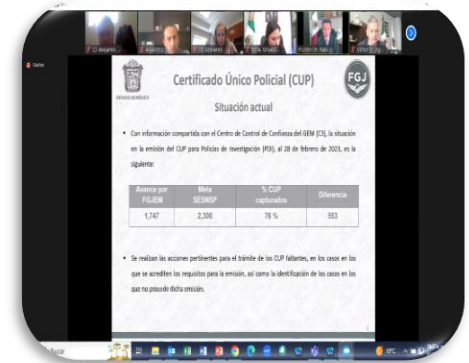 Certificado Único Policial (CUP)
FGJ
Situación actual
• Con información compartida con el Centro de Control de Confianza del GEM (C3), la situación
en la emisión del CUP para Policías de Investigación (PDI), al 28 de febrero de 2023, es la
siguiente:
Avance por FGJEM Meta SESNSP % CUP capturados Diferencia
1,747 2,300 76 % 553
• Se realizan las acciones pertinentes para el trámite de los CUP faltantes, en los casos en los
que se acrediten los requisitos para la emisión, así como la identificación de los casos en los
que no procede dicha emisión.